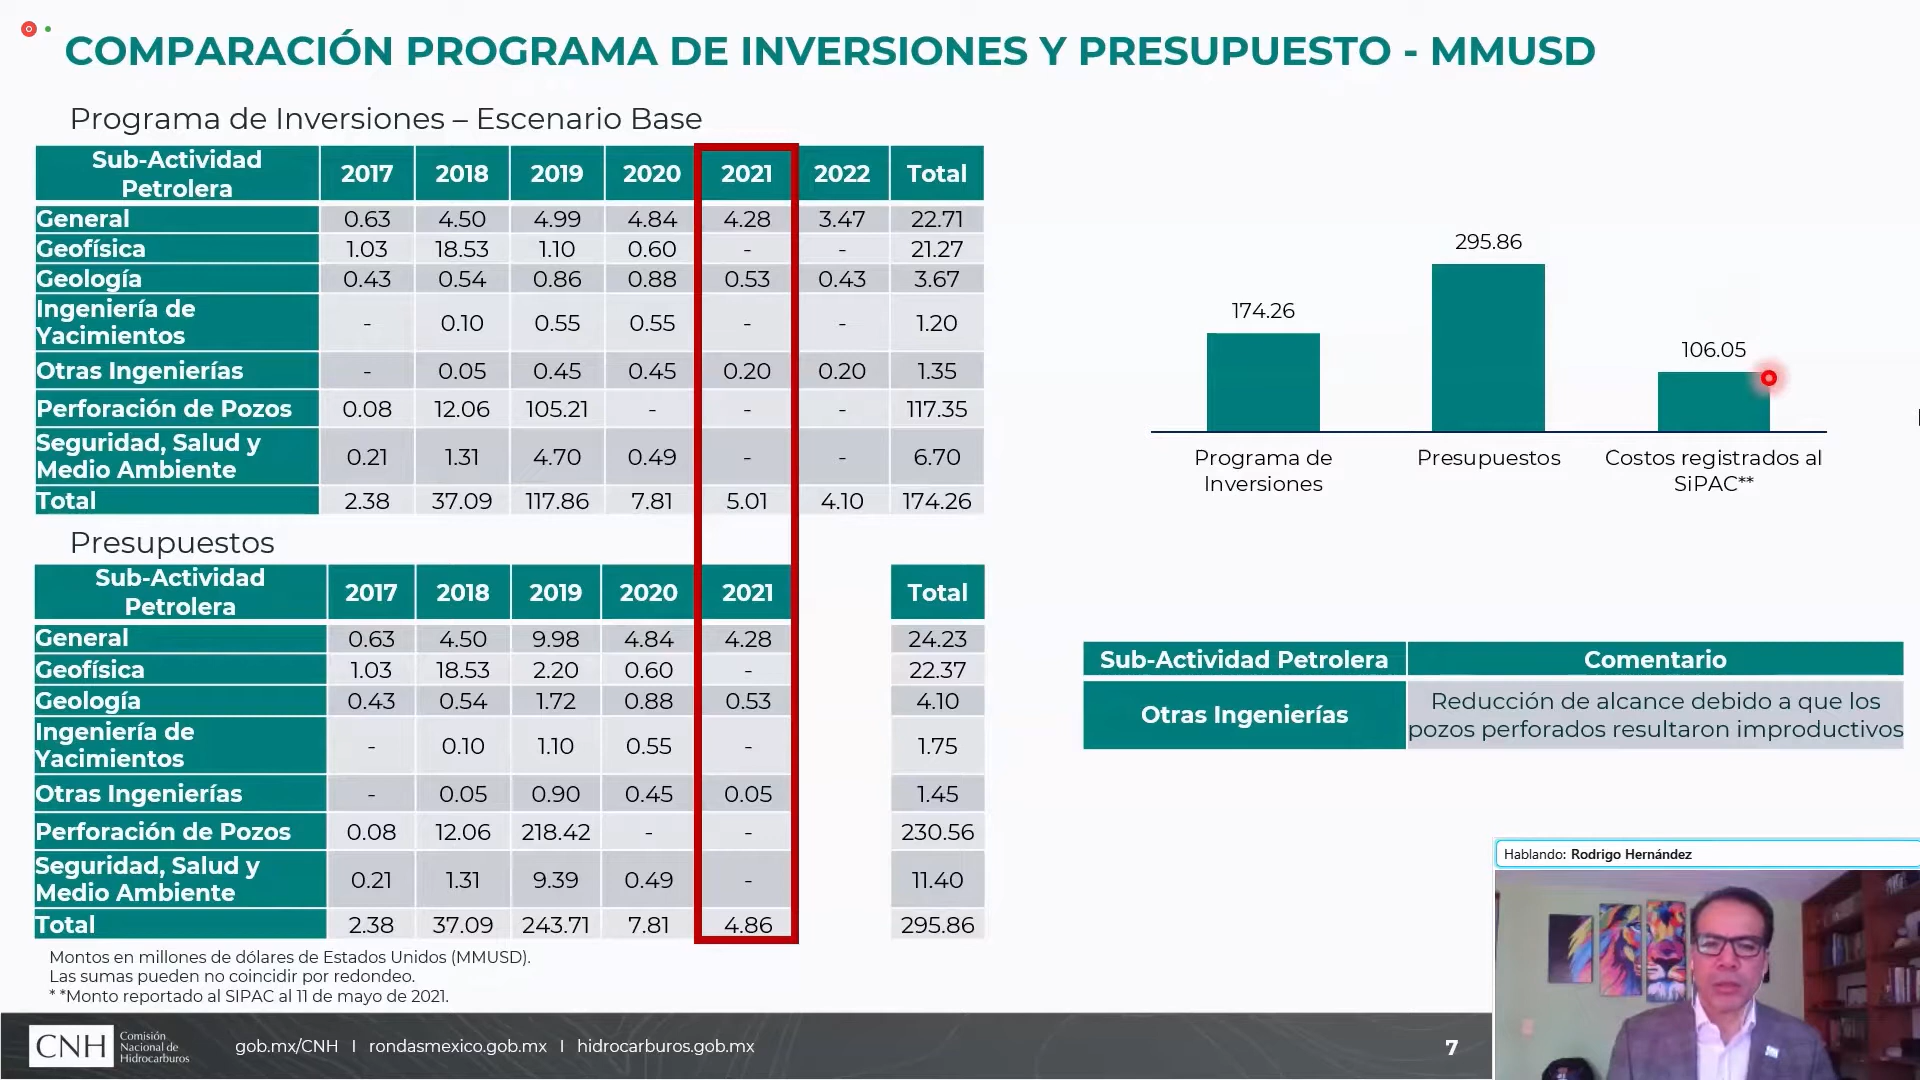 COMPARACIÓN PROGRAMA DE INVERSIONES Y PRESUPUESTO - MMUSD
Programa de Inversiones – Escenario Base
Sub-Actividad Petrolera 2017 2018 2019 2020 2021 2022 Total
General 0.63 4.50 4.99 4.84 4.28 3.47 22.71
Geofísica 1.03 18.53 1.10 0.60 - - 21.27
Geología 0.43 0.54 0.86 0.88 0.53 0.43 3.67
Ingeniería de Yacimientos - 0.10 0.55 0.55 - - 1.20
Otras Ingenierías - 0.05 0.45 0.45 0.20 0.20 1.35
Perforación de Pozos 0.08 12.06 105.21 - - - 117.35
Seguridad, Salud y Medio Ambiente 0.21 1.31 4.70 0.49 - - 6.70
Total 2.38 37.09 117.86 7.81 5.01 4.10 174.26
Presupuestos
Sub-Actividad Petrolera 2017 2018 2019 2020 2021 Total
General 0.63 4.50 9.98 4.84 4.28 24.23
Geofísica 1.03 18.53 2.20 0.60 - 22.37
Geología 0.43 0.54 1.72 0.88 0.53 4.10
Ingeniería de Yacimientos - 0.10 1.10 0.55 - 1.75
Otras Ingenierías - 0.05 0.90 0.45 0.05 1.45
Perforación de Pozos 0.08 12.06 218.42 - - 230.56
Seguridad, Salud y Medio Ambiente 0.21 1.31 9.39 0.49 - 11.40
Total 2.38 37.09 243.71 7.81 4.86 295.86
Montos en millones de dólares de Estados Unidos (MMUSD).
Las sumas pueden no coincidir por redondeo.
* *Monto reportado al SIPAC al 11 de mayo de 2021.
174.26
295.86
106.05
Programa de Inversiones
Presupuestos
Costos registrados al SiPAC**
Sub-Actividad Petrolera Comentario
Otras Ingenierías Reducción de alcance debido a que los
pozos perforados resultaron improductivos
Hablando: Rodrigo Hernández
CNH Comisión
Nacional de
Hidrocarburos
gob.mx/CNH I rondasmexico.gob.mx I hidrocarburos.gob.mx
7